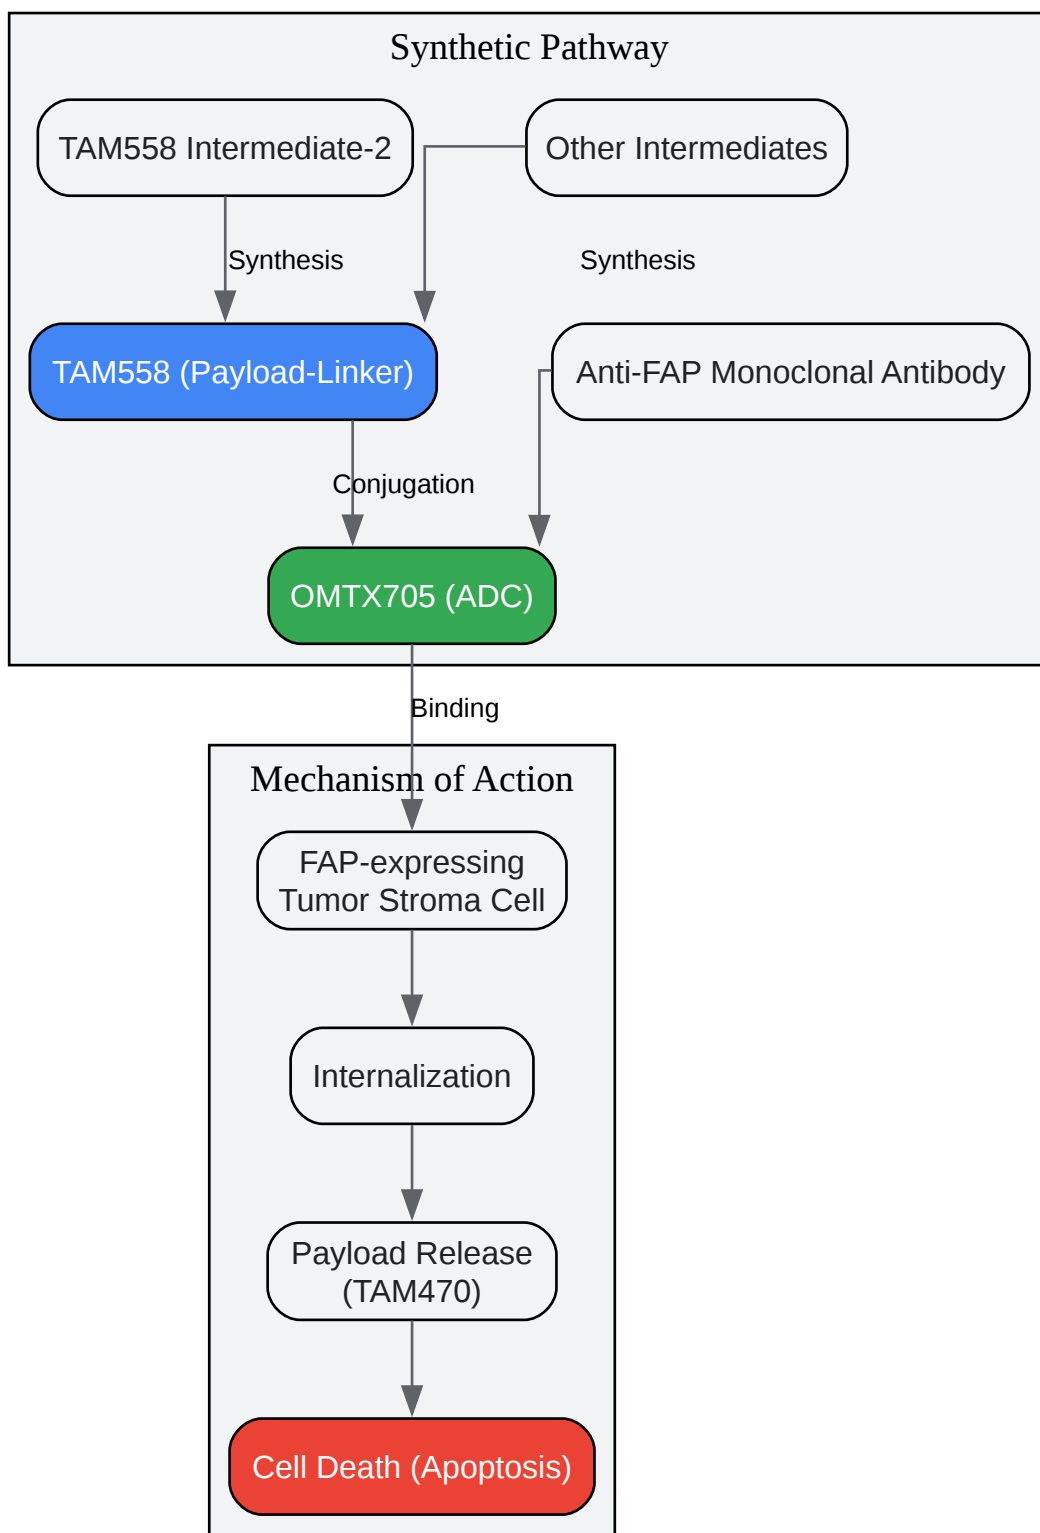 Synthetic Pathway
TAM558 Intermediate-2
Other Intermediates
Synthesis
Synthesis
TAM558 (Payload-Linker)
Anti-FAP Monoclonal Antibody
Conjugation
OMTX705 (ADC)
Binding
Mechanism of Action
FAP-expressing
Tumor Stroma Cell
Internalization
Payload Release
(TAM470)
Cell Death (Apoptosis)